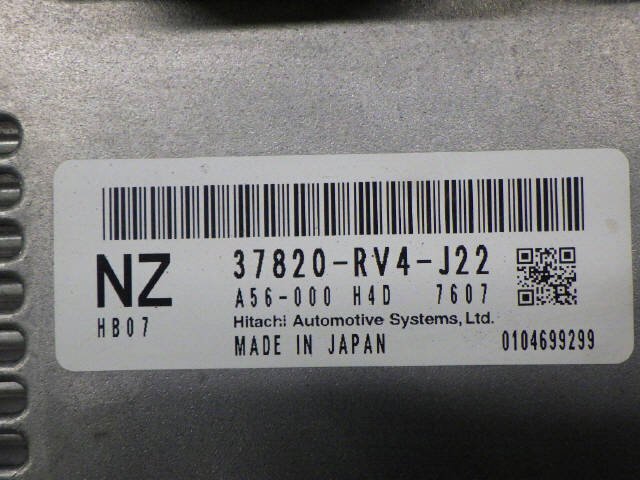 NZ
37820-RV4-J22
A56-000 H4D 7607
HB07
Hitachi Automotive Systems, Ltd.
MADE IN JAPAN
0104699299